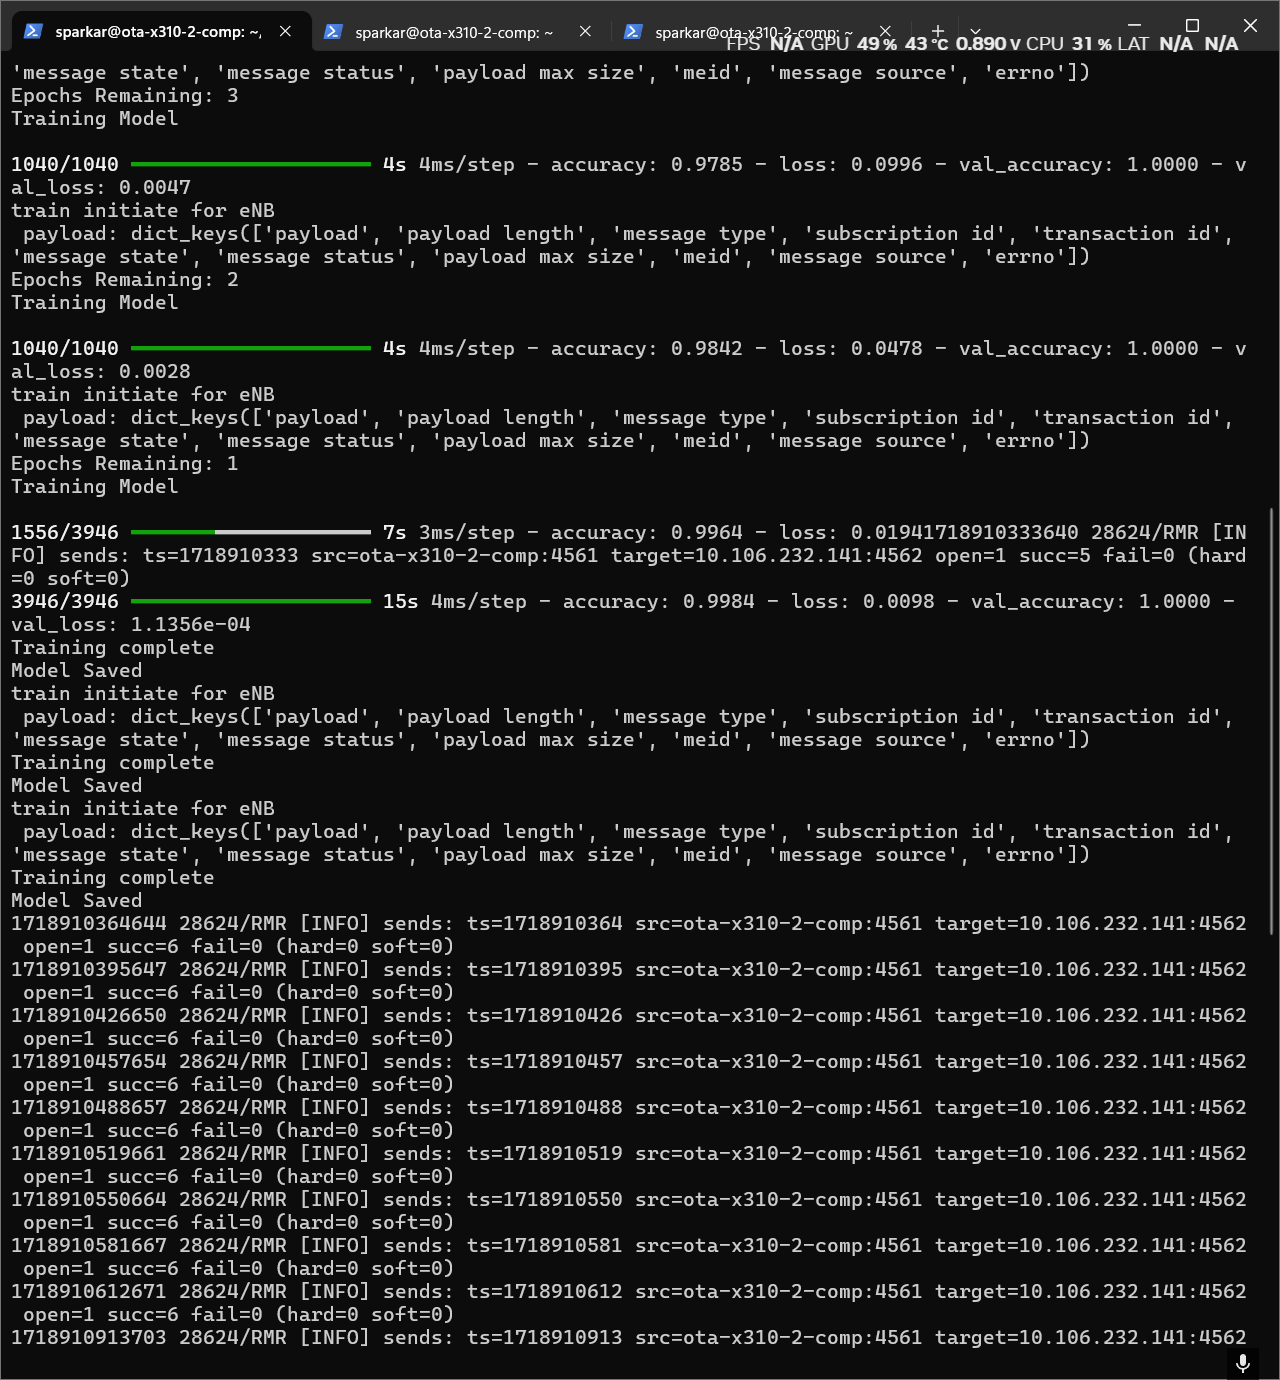 sparkar@ota-x310-2-comp: ~,
sparkar@ota-x310-2-comp: ~
sparkar@ota-x310-2-comp: ~
FPS N/A GPU 49 % 43 °C 0.890 V CPU 31 % LAT N/A N/A
'message state', 'message status', 'payload max size', 'meid', 'message source', 'errno'])
Epochs Remaining: 3
Training Model
1040/1040 4s 4ms/step - accuracy: 0.9785 - loss: 0.0996 - val_accuracy: 1.0000 - v
al_loss: 0.0047
train initiate for eNB
payload: dict_keys(['payload', 'payload length', 'message type', 'subscription id', 'transaction id',
'message state', 'message status', 'payload max size', 'meid', 'message source', 'errno'])
Epochs Remaining: 2
Training Model
1040/1040 4s 4ms/step - accuracy: 0.9842 - loss: 0.0478 - val_accuracy: 1.0000 - v
al_loss: 0.0028
train initiate for eNB
payload: dict_keys(['payload', 'payload length', 'message type', 'subscription id', 'transaction id',
'message state', 'message status', 'payload max size', 'meid', 'message source', 'errno'])
Epochs Remaining: 1
Training Model
1556/3946 7s 3ms/step - accuracy: 0.9964 - loss: 0.01941718910333640 28624/RMR [IN
FO] sends: ts=1718910333 src=ota-x310-2-comp:4561 target=10.106.232.141:4562 open=1 succ=5 fail=0 (hard
=0 soft=0)
3946/3946 15s 4ms/step - accuracy: 0.9984 - loss: 0.0098 - val_accuracy: 1.0000 -
val_loss: 1.1356e-04
Training complete
Model Saved
train initiate for eNB
payload: dict_keys(['payload', 'payload length', 'message type', 'subscription id', 'transaction id',
'message state', 'message status', 'payload max size', 'meid', 'message source', 'errno'])
Training complete
Model Saved
train initiate for eNB
payload: dict_keys(['payload', 'payload length', 'message type', 'subscription id', 'transaction id',
'message state', 'message status', 'payload max size', 'meid', 'message source', 'errno'])
Training complete
Model Saved
1718910364644 28624/RMR [INFO] sends: ts=1718910364 src=ota-x310-2-comp:4561 target=10.106.232.141:4562
open=1 succ=6 fail=0 (hard=0 soft=0)
1718910395647 28624/RMR [INFO] sends: ts=1718910395 src=ota-x310-2-comp:4561 target=10.106.232.141:4562
open=1 succ=6 fail=0 (hard=0 soft=0)
1718910426650 28624/RMR [INFO] sends: ts=1718910426 src=ota-x310-2-comp:4561 target=10.106.232.141:4562
open=1 succ=6 fail=0 (hard=0 soft=0)
1718910457654 28624/RMR [INFO] sends: ts=1718910457 src=ota-x310-2-comp:4561 target=10.106.232.141:4562
open=1 succ=6 fail=0 (hard=0 soft=0)
1718910488657 28624/RMR [INFO] sends: ts=1718910488 src=ota-x310-2-comp:4561 target=10.106.232.141:4562
open=1 succ=6 fail=0 (hard=0 soft=0)
1718910519661 28624/RMR [INFO] sends: ts=1718910519 src=ota-x310-2-comp:4561 target=10.106.232.141:4562
open=1 succ=6 fail=0 (hard=0 soft=0)
1718910550664 28624/RMR [INFO] sends: ts=1718910550 src=ota-x310-2-comp:4561 target=10.106.232.141:4562
open=1 succ=6 fail=0 (hard=0 soft=0)
1718910581667 28624/RMR [INFO] sends: ts=1718910581 src=ota-x310-2-comp:4561 target=10.106.232.141:4562
open=1 succ=6 fail=0 (hard=0 soft=0)
1718910612671 28624/RMR [INFO] sends: ts=1718910612 src=ota-x310-2-comp:4561 target=10.106.232.141:4562
open=1 succ=6 fail=0 (hard=0 soft=0)
1718910913703 28624/RMR [INFO] sends: ts=1718910913 src=ota-x310-2-comp:4561 target=10.106.232.141:4562